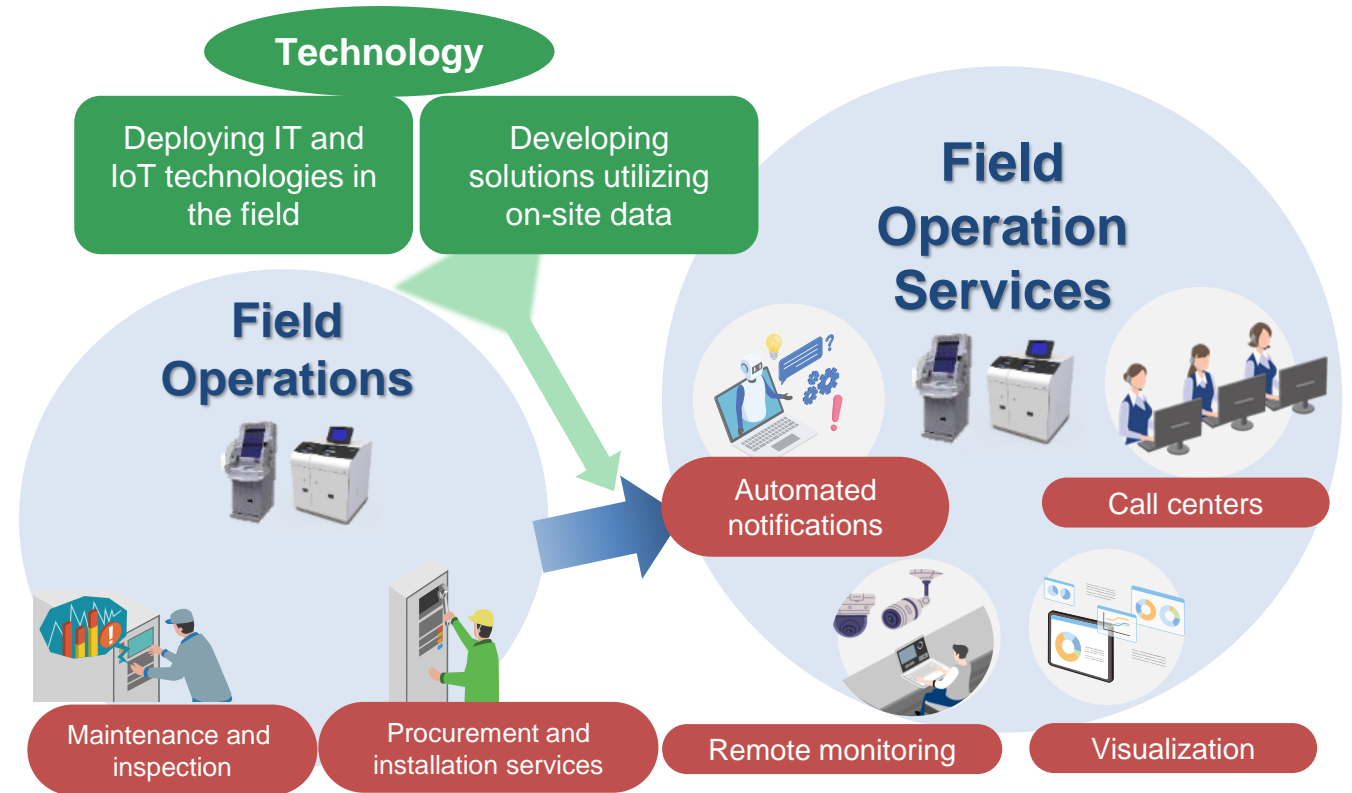 Technology
Deploying IT and
IoT technologies in
the field
Developing
solutions utilizing
on-site data
Field
Operations
Maintenance and
inspection
Procurement and
installation services
Field
Operation
Services
Automated
notifications
Call centers
Remote monitoring
Visualization